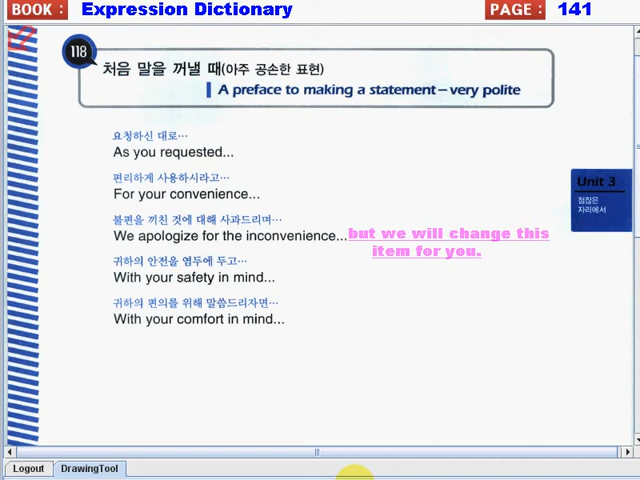 BOOK : Expression Dictionary PAGE : 141
118
처음 말을 꺼낼 때(아주 공손한 표현)
A preface to making a statement – very polite
요청하신 대로…
As you requested...
편리하게 사용하시라고…
For your convenience...
불편을 끼친 것에 대해 사과드리며…
We apologize for the inconvenience...but we will change this
item for you.
귀하의 안전을 염두에 두고…
With your safety in mind...
귀하의 편의를 위해 말씀드리자면…
With your comfort in mind...
Unit 3
점잖은
자리에서
Logout DrawingTool